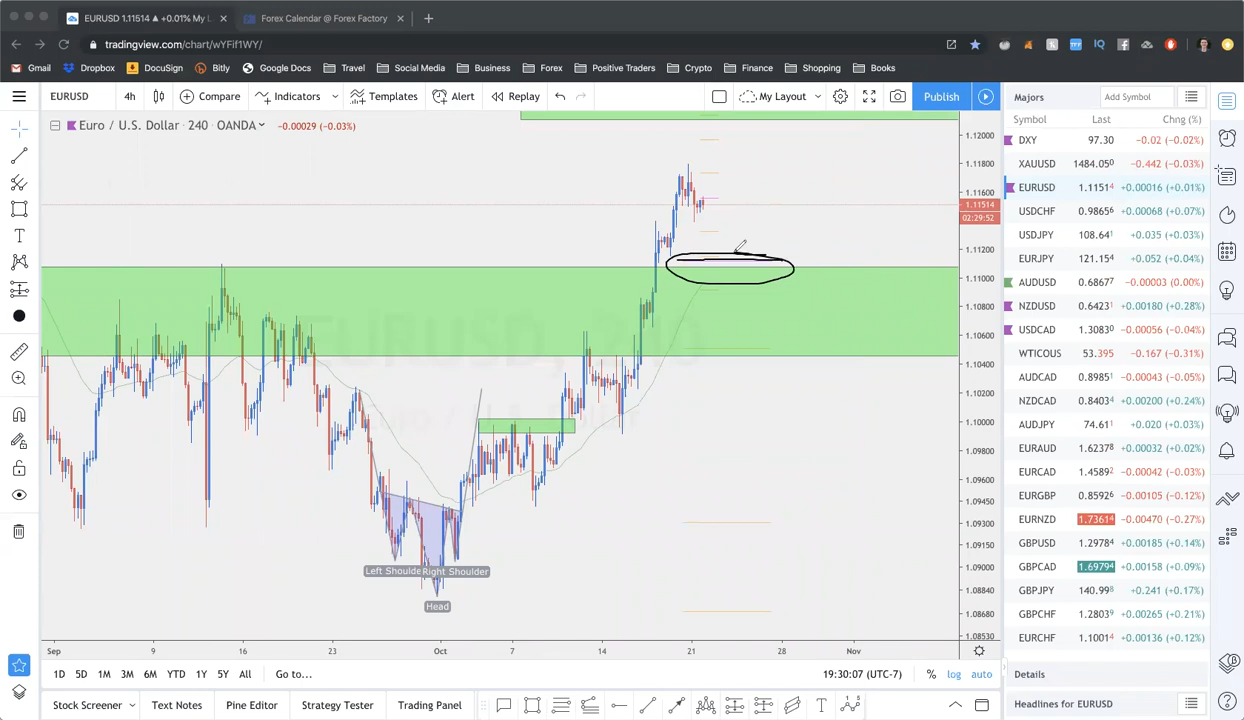 EURUSD 1.11514 ▲ +0.01% My L
Forex Calendar @ Forex Factory
tradingview.com/chart/wYFif1WY/
Gmail Dropbox DocuSign Bitly Google Docs Travel Social Media Business Forex Positive Traders Crypto Finance Shopping Books
EURUSD 4h Compare Indicators Templates Alert Replay My Layout Publish
Majors Add Symbol
Euro / U.S. Dollar · 240 · OANDA −0.00029 (−0.03%)
Symbol Last Chng (%)
DXY 97.30 −0.02 (−0.02%)
XAUUSD 1484.050 −0.442 (−0.03%)
EURUSD 1.11514 +0.00016 (+0.01%)
USDCHF 0.98656 +0.00068 (+0.07%)
USDJPY 108.641 +0.035 (+0.03%)
EURJPY 121.154 +0.052 (+0.04%)
AUDUSD 0.68677 −0.00003 (0.00%)
NZDUSD 0.64231 +0.00180 (+0.28%)
USDCAD 1.30830 −0.00056 (−0.04%)
WTICOUS 53.395 −0.167 (−0.31%)
AUDCAD 0.89851 −0.00043 (−0.05%)
NZDCAD 0.84034 +0.00200 (+0.24%)
AUDJPY 74.611 +0.020 (+0.03%)
EURAUD 1.62378 +0.00032 (+0.02%)
EURCAD 1.45892 −0.00042 (−0.03%)
EURGBP 0.85926 −0.00105 (−0.12%)
EURNZD 1.73614 −0.00470 (−0.27%)
GBPUSD 1.29784 +0.00185 (+0.14%)
GBPCAD 1.69794 +0.00158 (+0.09%)
GBPJPY 140.998 +0.241 (+0.17%)
GBPCHF 1.28039 +0.00265 (+0.21%)
EURCHF 1.10014 +0.00136 (+0.12%)
1.12000
1.11800
1.11600
1.11514
02:29:52
1.11200
1.11000
1.10800
1.10600
1.10400
1.10200
1.10000
1.09800
1.09600
1.09450
1.09300
1.09150
1.09000
1.08840
1.08680
1.08530
EURUSD, 240
Euro / U.S. Dollar
Left Shoulde
Right Shoulder
Head
Sep 9 16 23 Oct 7 14 21 28 Nov
1D 5D 1M 3M 6M YTD 1Y 5Y All Go to... 19:30:07 (UTC-7) % log auto
Details
Stock Screener Text Notes Pine Editor Strategy Tester Trading Panel
Headlines for EURUSD